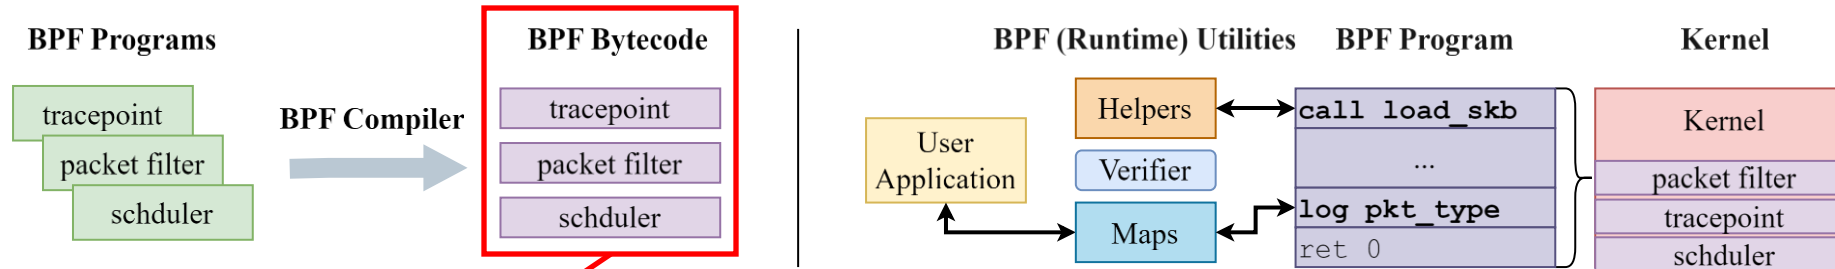 BPF Programs
tracepoint
packet filter
schduler
BPF Compiler
BPF Bytecode
tracepoint
packet filter
schduler
BPF (Runtime) Utilities
User
Application
Helpers
Verifier
Maps
BPF Program
call load_skb
...
log pkt_type
ret 0
Kernel
Kernel
packet filter
tracepoint
schduler